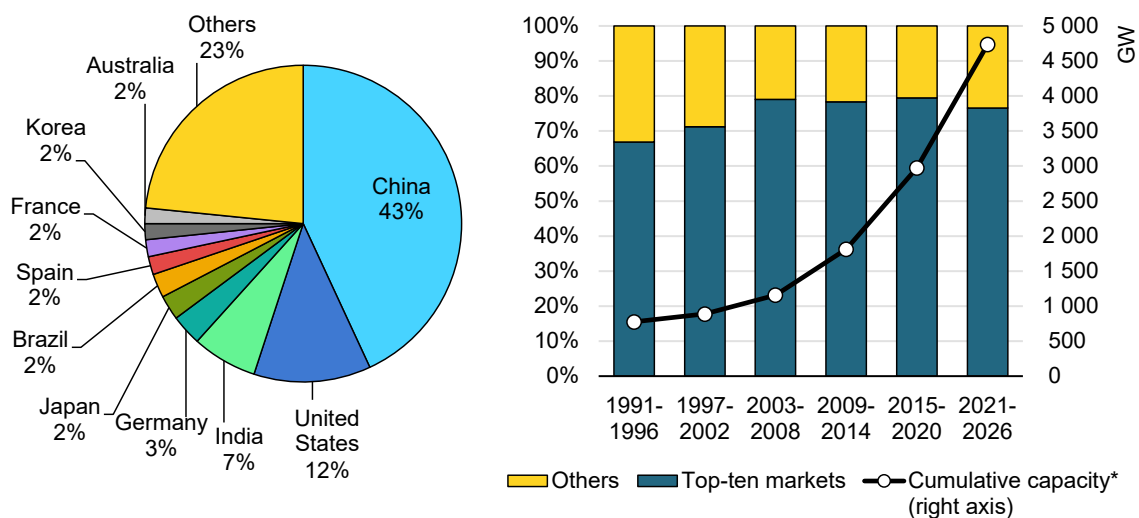 Others
23%
Australia
2%
Korea
2%
France
2%
Spain
2%
Brazil
2%
Japan
2%
Germany
3%
India
7%
United
States
12%
China
43%
100%
90%
80%
70%
60%
50%
40%
30%
20%
10%
0%
5 000
4 500
4 000
3 500
3 000
2 500
2 000
1 500
1 000
500
0
GW
1991-
1996
1997-
2002
2003-
2008
2009-
2014
2015-
2020
2021-
2026
Others
Top-ten markets
Cumulative capacity*
(right axis)